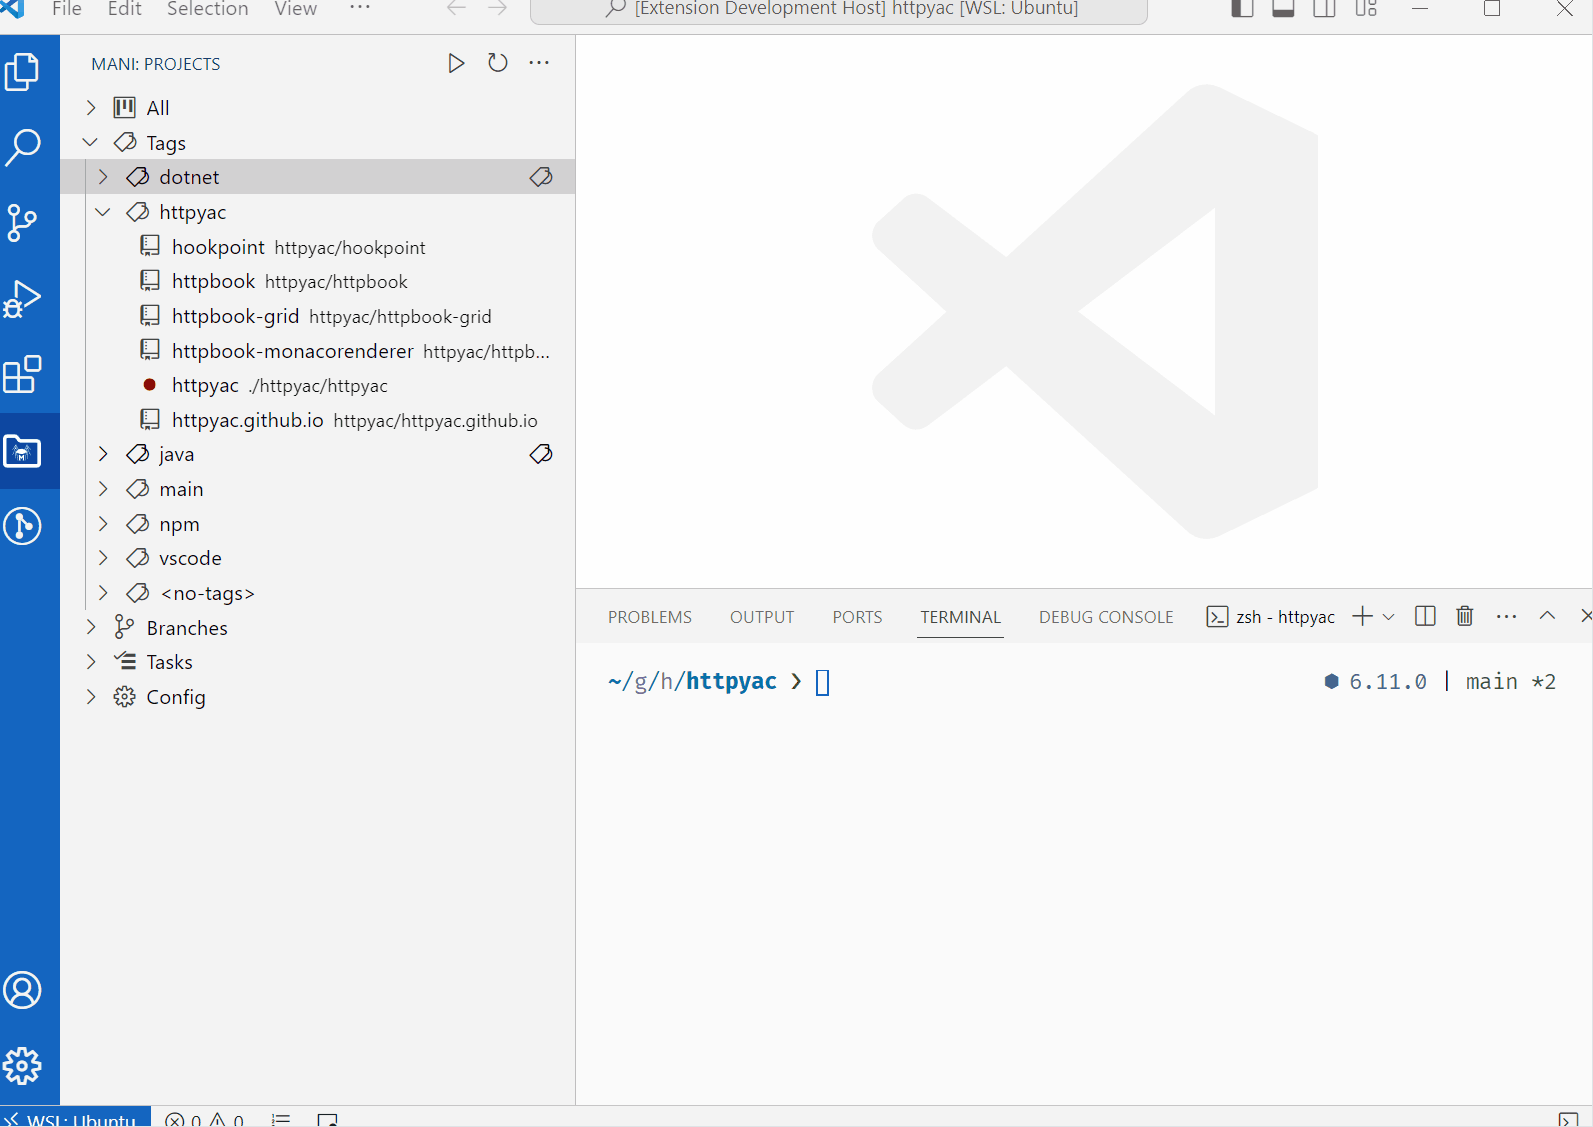 File Edit Selection View ··· [Extension Development Host] httpyac [WSL: Ubuntu]
MANI: PROJECTS
All
Tags
dotnet
httpyac
hookpoint httpyac/hookpoint
httpbook httpyac/httpbook
httpbook-grid httpyac/httpbook-grid
httpbook-monacorenderer httpyac/httpb...
httpyac ./httpyac/httpyac
httpyac.github.io httpyac/httpyac.github.io
java
main
npm
vscode
<no-tags>
Branches
Tasks
Config
PROBLEMS OUTPUT PORTS TERMINAL DEBUG CONSOLE zsh - httpyac
~/g/h/httpyac ❯ 6.11.0 | main *2
WSL: Ubuntu 0 0